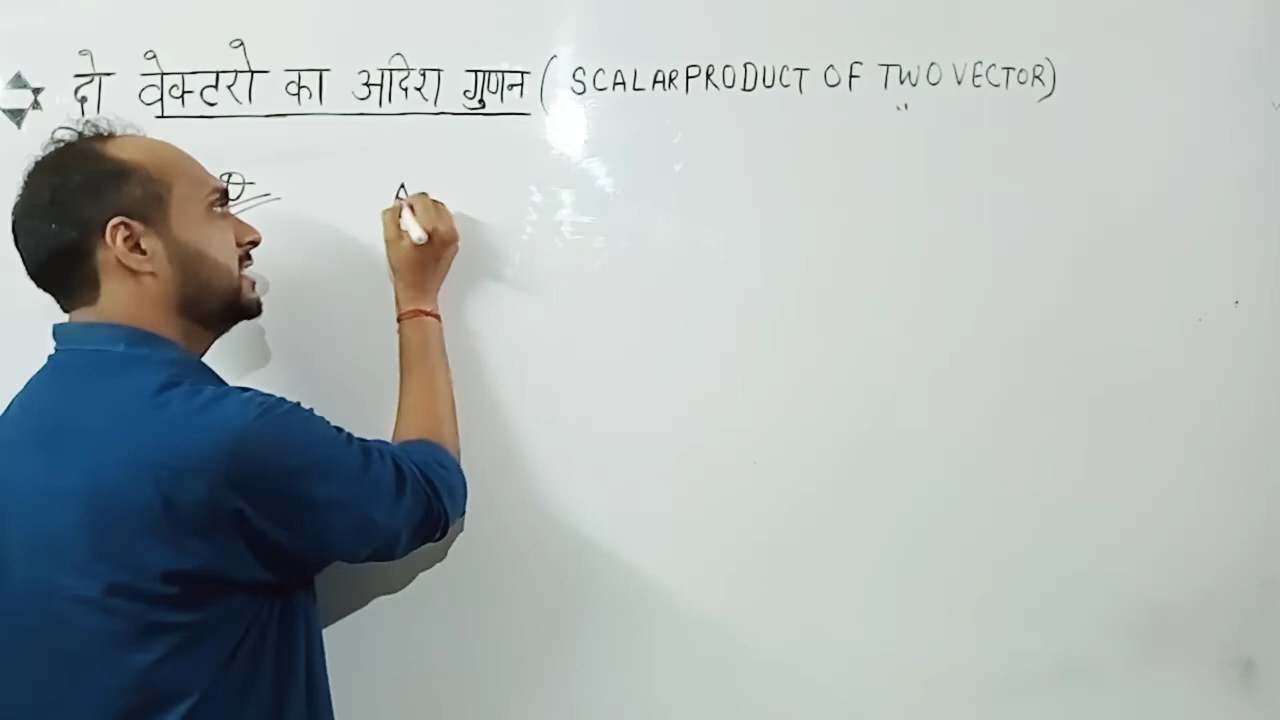 दो वेक्टरो का अदिश गुणन ( SCALAR PRODUCT OF TWO VECTOR)
θ A